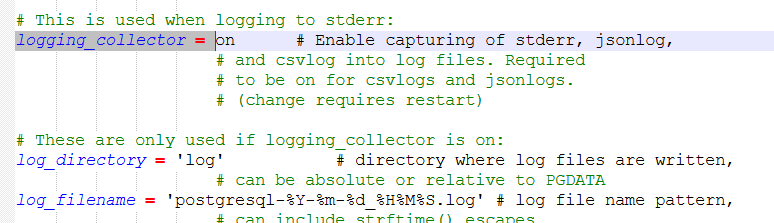 # This is used when logging to stderr:
logging_collector = on # Enable capturing of stderr, jsonlog,
# and csvlog into log files. Required
# to be on for csvlogs and jsonlogs.
# (change requires restart)
# These are only used if logging_collector is on:
log_directory = 'log' # directory where log files are written,
# can be absolute or relative to PGDATA
log_filename = 'postgresql-%Y-%m-%d_%H%M%S.log' # log file name pattern,
# can include strftime() escapes